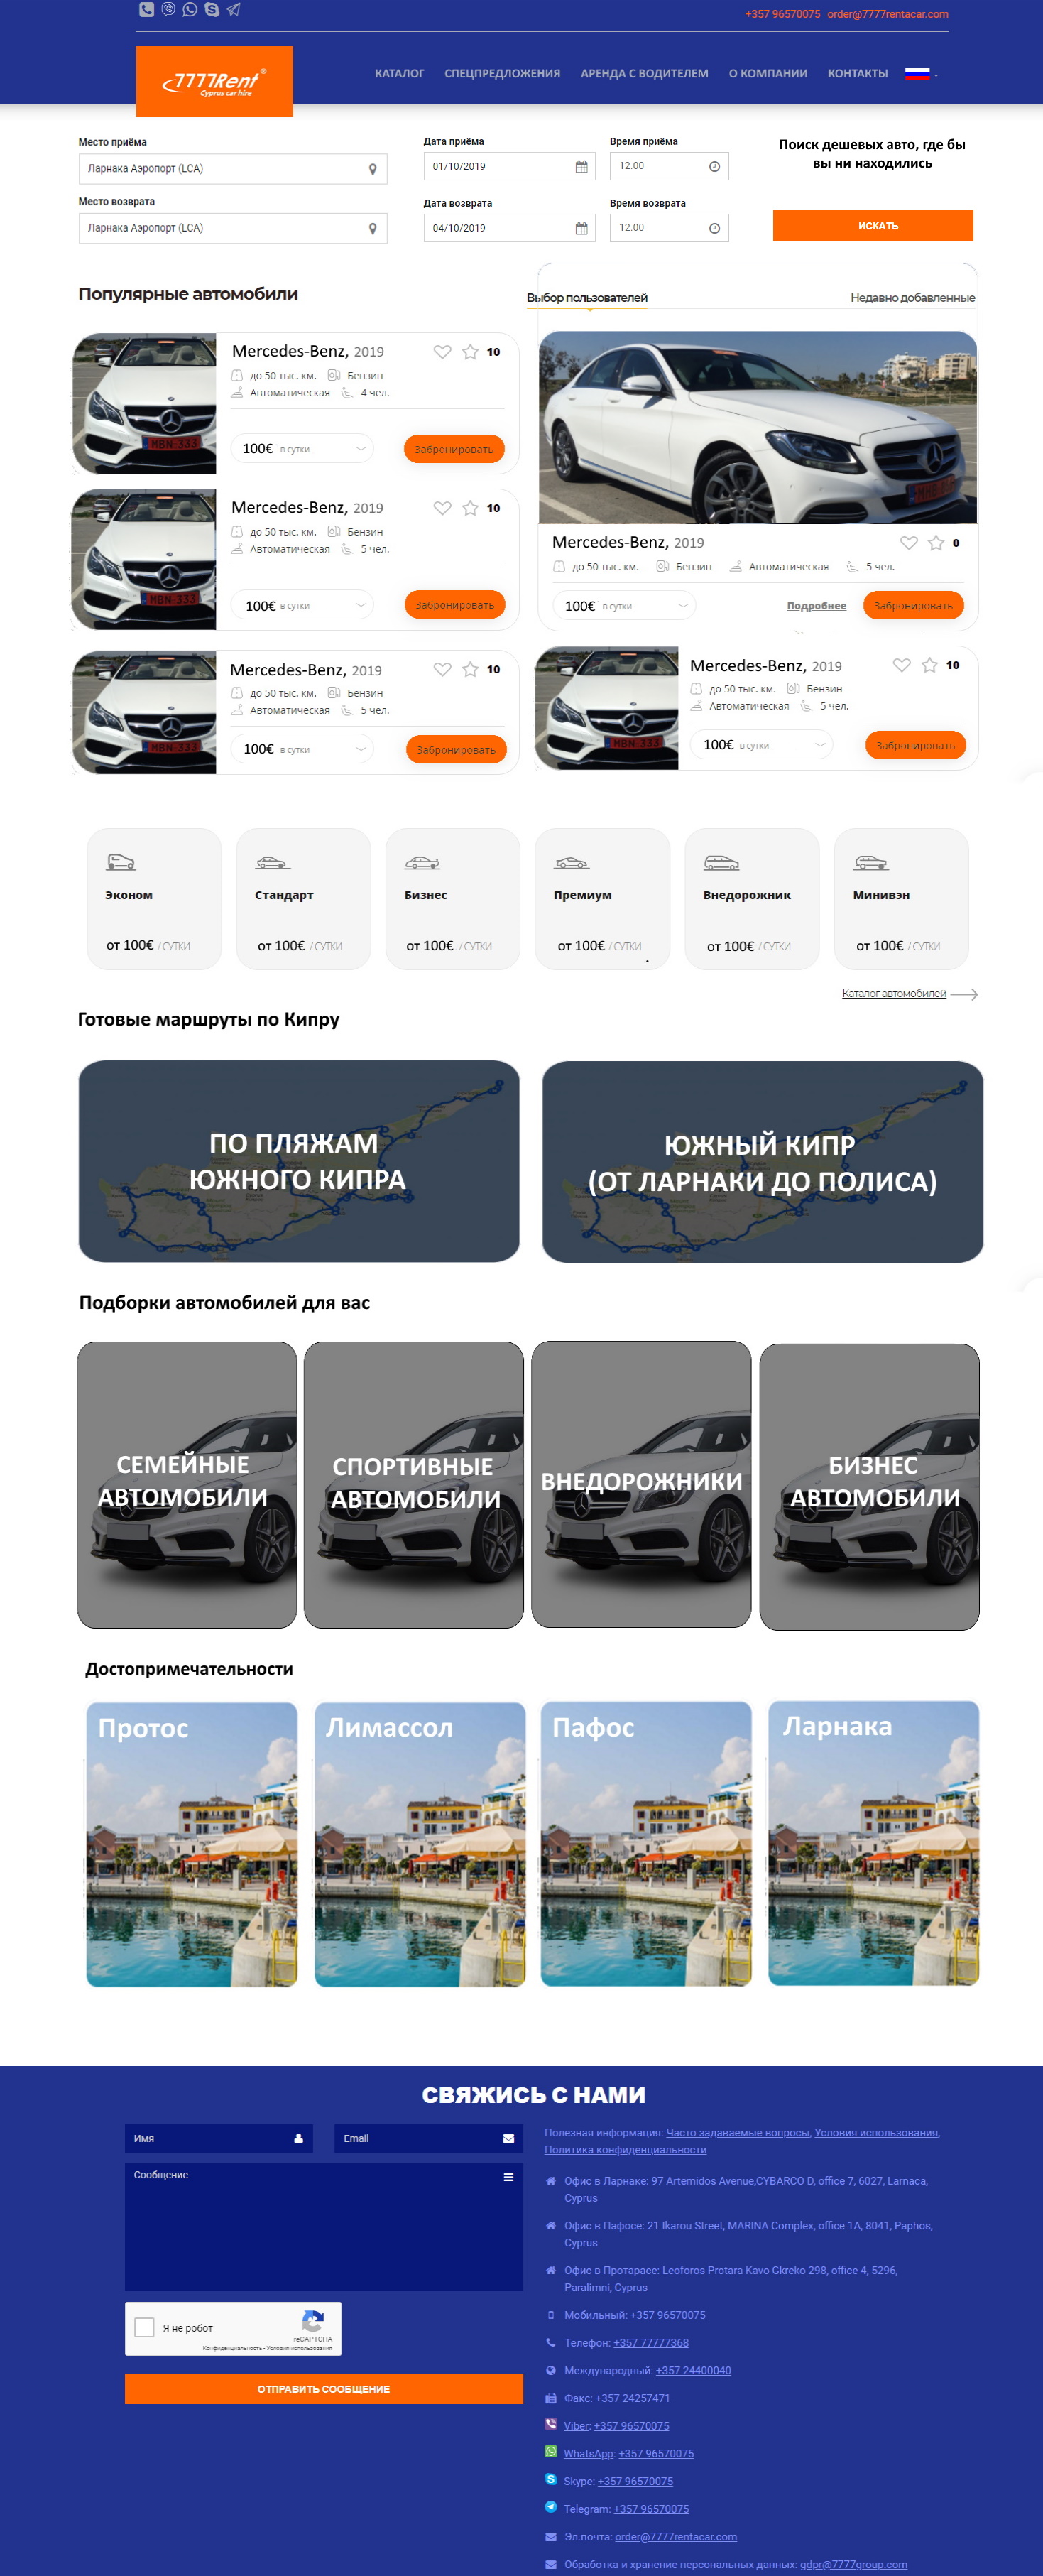 +357 96570075 order@7777rentacar.com
7777Rent®
Cyprus car hire
КАТАЛОГ СПЕЦПРЕДЛОЖЕНИЯ АРЕНДА С ВОДИТЕЛЕМ О КОМПАНИИ КОНТАКТЫ
Место приёма
Ларнака Аэропорт (LCA)
Место возврата
Ларнака Аэропорт (LCA)
Дата приёма
01/10/2019
Время приёма
12.00
Дата возврата
04/10/2019
Время возврата
12.00
Поиск дешевых авто, где бы
вы ни находились
ИСКАТЬ
Популярные автомобили
Выбор пользователей
Недавно добавленные
Mercedes-Benz, 2019 10
до 50 тыс. км. Бензин
Автоматическая 4 чел.
100€ в сутки Забронировать
MBN 333
Mercedes-Benz, 2019 10
до 50 тыс. км. Бензин
Автоматическая 5 чел.
100€ в сутки Забронировать
MBN 333
Mercedes-Benz, 2019 10
до 50 тыс. км. Бензин
Автоматическая 5 чел.
100€ в сутки Забронировать
MBN 333
Mercedes-Benz, 2019 0
до 50 тыс. км. Бензин Автоматическая 5 чел.
100€ в сутки Подробнее Забронировать
Mercedes-Benz, 2019 10
до 50 тыс. км. Бензин
Автоматическая 5 чел.
100€ в сутки Забронировать
MBN 333
Эконом
от 100€ / СУТКИ
Стандарт
от 100€ / СУТКИ
Бизнес
от 100€ / СУТКИ
Премиум
от 100€ / СУТКИ
Внедорожник
от 100€ / СУТКИ
Минивэн
от 100€ / СУТКИ
Каталог автомобилей
Готовые маршруты по Кипру
ПО ПЛЯЖАМ
ЮЖНОГО КИПРА
ЮЖНЫЙ КИПР
(ОТ ЛАРНАКИ ДО ПОЛИСА)
Подборки автомобилей для вас
СЕМЕЙНЫЕ
АВТОМОБИЛИ
СПОРТИВНЫЕ
АВТОМОБИЛИ
ВНЕДОРОЖНИКИ
БИЗНЕС
АВТОМОБИЛИ
Достопримечательности
Протос
Лимассол
Пафос
Ларнака
СВЯЖИСЬ С НАМИ
Имя
Email
Сообщение
Я не робот
reCAPTCHA
Конфиденциальность - Условия использования
ОТПРАВИТЬ СООБЩЕНИЕ
Полезная информация: Часто задаваемые вопросы, Условия использования,
Политика конфиденциальности
Офис в Ларнаке: 97 Artemidos Avenue,CYBARCO D, office 7, 6027, Larnaca,
Cyprus
Офис в Пафосе: 21 Ikarou Street, MARINA Complex, office 1A, 8041, Paphos,
Cyprus
Офис в Протарасе: Leoforos Protara Kavo Gkreko 298, office 4, 5296,
Paralimni, Cyprus
Мобильный: +357 96570075
Телефон: +357 77777368
Международный: +357 24400040
Факс: +357 24257471
Viber: +357 96570075
WhatsApp: +357 96570075
Skype: +357 96570075
Telegram: +357 96570075
Эл.почта: order@7777rentacar.com
Обработка и хранение персональных данных: gdpr@7777group.com